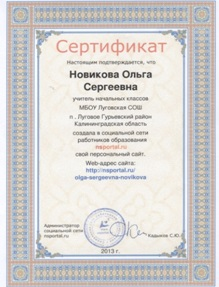 Сертификат
Настоящим подтверждается, что
Новикова Ольга
Сергеевна
учитель начальных классов
МБОУ Луговская СОШ
п . Луговое Гурьевский район
Калининградская область
создала в социальной сети
работников образования
nsportal.ru
свой персональный сайт.
Web-адрес сайта:
http://nsportal.ru/
olga-sergeevna-novikova
Администратор
социальной сети
nsportal.ru
2013 г.